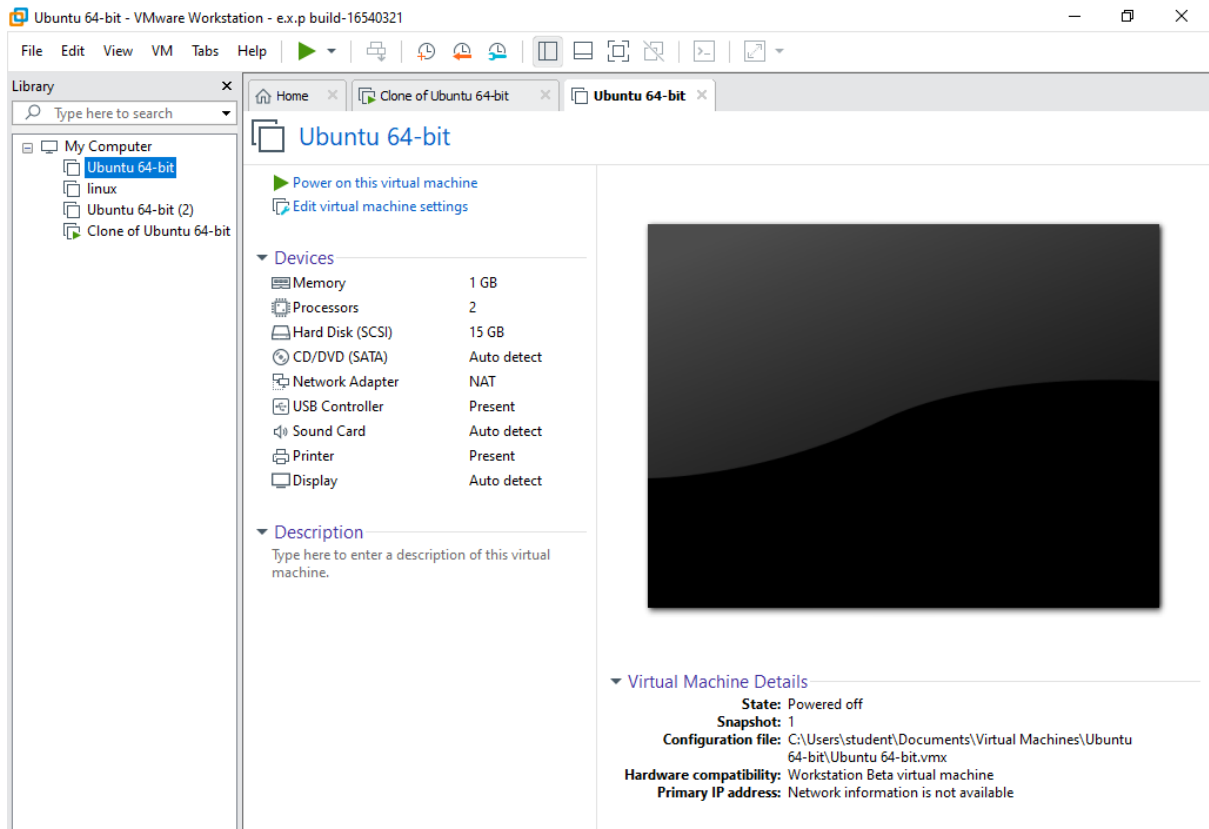 Ubuntu 64-bit - VMware Workstation - e.x.p build-16540321
File Edit View VM Tabs Help
Library
Type here to search
My Computer
Ubuntu 64-bit
linux
Ubuntu 64-bit (2)
Clone of Ubuntu 64-bit
Home
Clone of Ubuntu 64-bit
Ubuntu 64-bit
Ubuntu 64-bit
Power on this virtual machine
Edit virtual machine settings
Devices
Memory 1 GB
Processors 2
Hard Disk (SCSI) 15 GB
CD/DVD (SATA) Auto detect
Network Adapter NAT
USB Controller Present
Sound Card Auto detect
Printer Present
Display Auto detect
Description
Type here to enter a description of this virtual
machine.
Virtual Machine Details
State: Powered off
Snapshot: 1
Configuration file: C:\Users\student\Documents\Virtual Machines\Ubuntu
64-bit\Ubuntu 64-bit.vmx
Hardware compatibility: Workstation Beta virtual machine
Primary IP address: Network information is not available